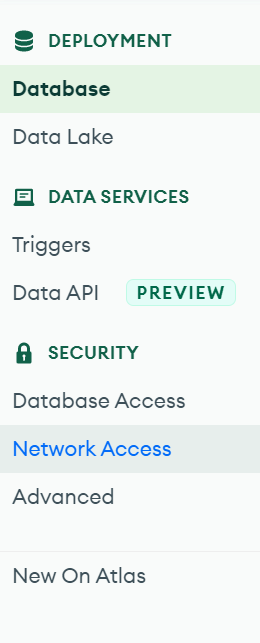 DEPLOYMENT
Database
Data Lake
DATA SERVICES
Triggers
Data API PREVIEW
SECURITY
Database Access
Network Access
Advanced
New On Atlas